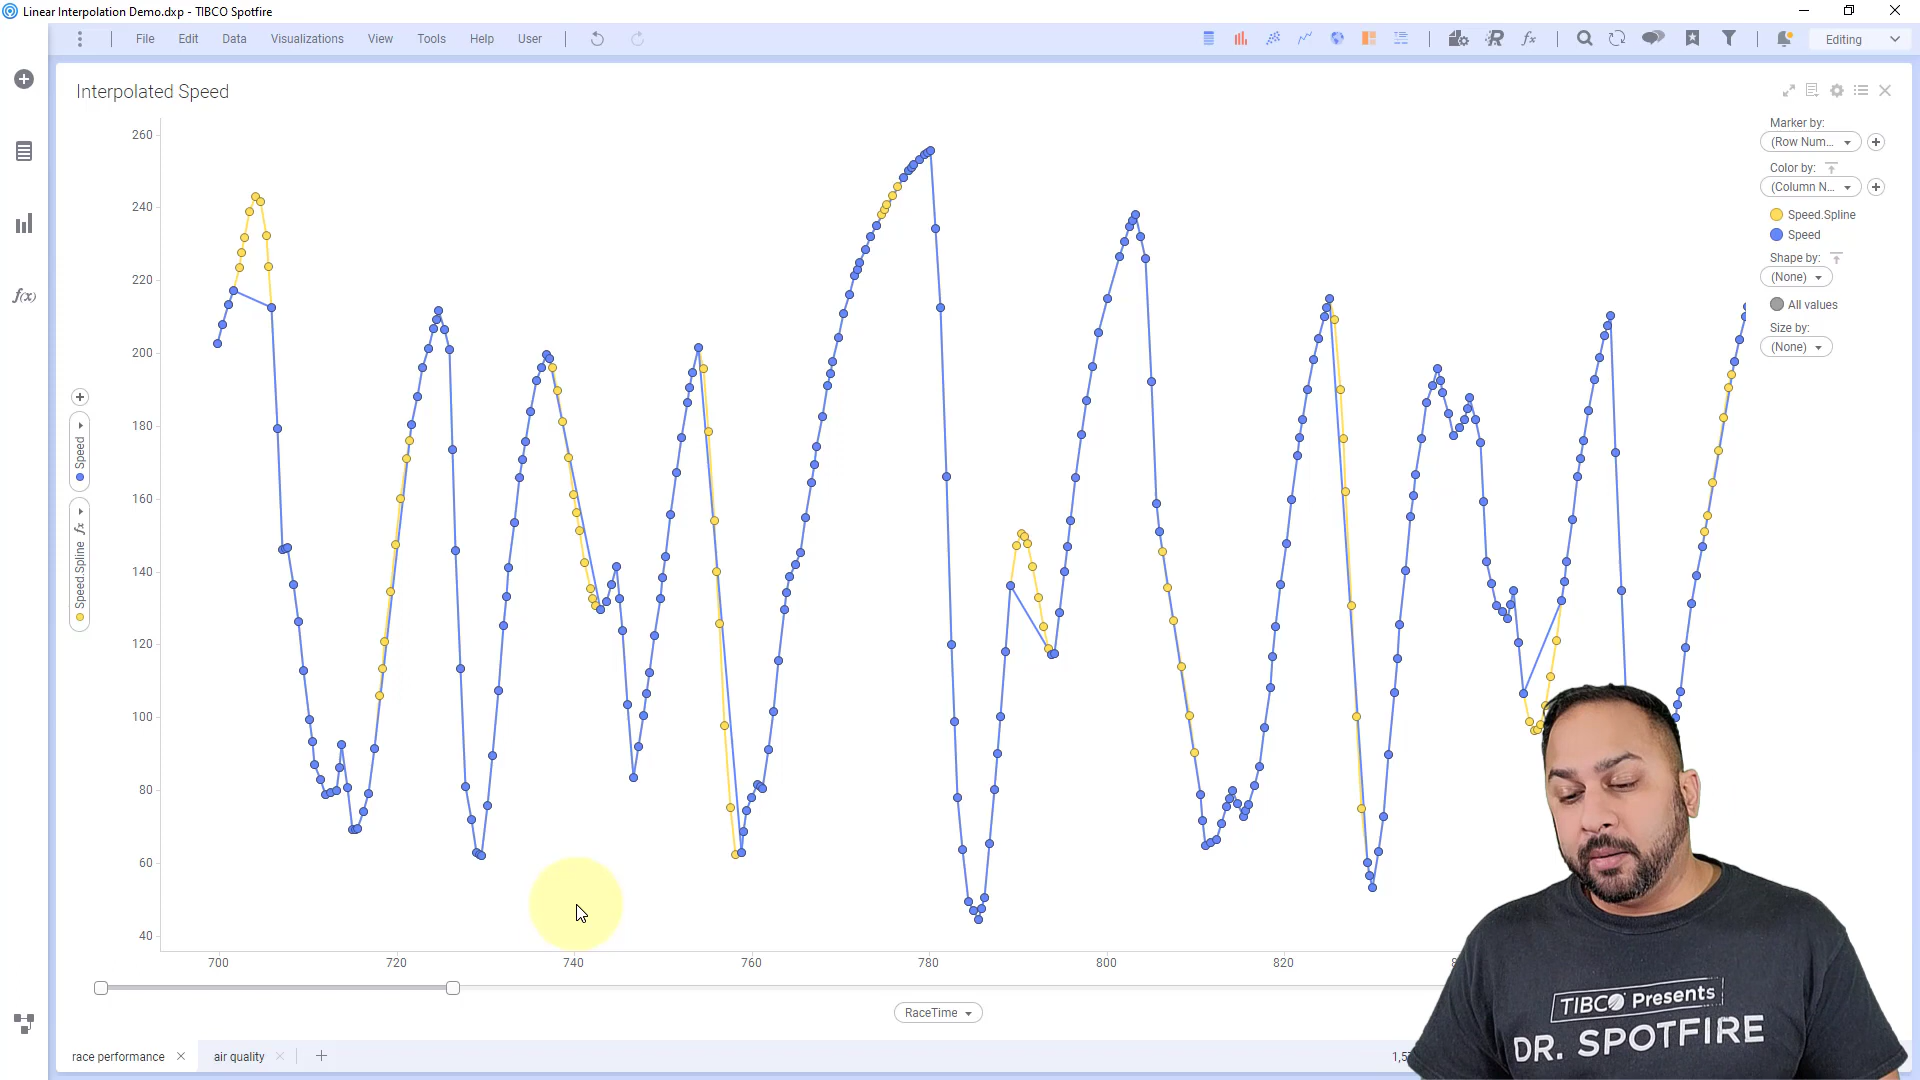 Linear Interpolation Demo.dxp - TIBCO Spotfire
File Edit Data Visualizations View Tools Help User
Editing
Interpolated Speed
Marker by:
(Row Num...
Color by:
(Column N...
Speed.Spline
Speed
Shape by:
(None)
All values
Size by:
(None)
Speed
Speed.Spline
f(x)
260
240
220
200
180
160
140
120
100
80
60
40
700 720 740 760 780 800 820
RaceTime
race performance
air quality
TIBCO Presents
DR. SPOTFIRE